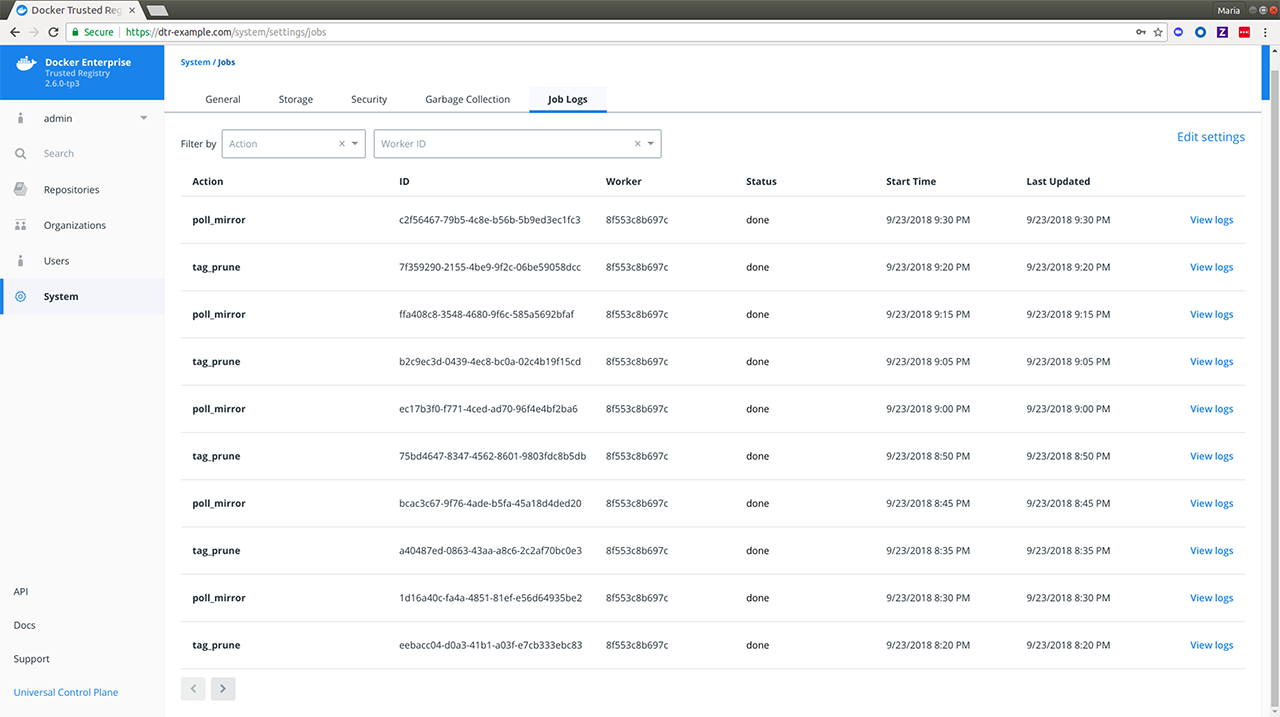 Docker Trusted Reg
Maria
Secure https://dtr-example.com/system/settings/jobs
Docker Enterprise
Trusted Registry
2.6.0-tp3
admin
Search
Repositories
Organizations
Users
System
API
Docs
Support
Universal Control Plane
System / Jobs
General Storage Security Garbage Collection Job Logs
Filter by Action Worker ID Edit settings
Action ID Worker Status Start Time Last Updated
poll_mirror c2f56467-79b5-4c8e-b56b-5b9ed3ec1fc3 8f553c8b697c done 9/23/2018 9:30 PM 9/23/2018 9:30 PM View logs
tag_prune 7f359290-2155-4be9-9f2c-06be59058dcc 8f553c8b697c done 9/23/2018 9:20 PM 9/23/2018 9:20 PM View logs
poll_mirror ffa408c8-3548-4680-9f6c-585a5692bfaf 8f553c8b697c done 9/23/2018 9:15 PM 9/23/2018 9:15 PM View logs
tag_prune b2c9ec3d-0439-4ec8-bc0a-02c4b19f15cd 8f553c8b697c done 9/23/2018 9:05 PM 9/23/2018 9:05 PM View logs
poll_mirror ec17b3f0-f771-4ced-ad70-96f4e4bf2ba6 8f553c8b697c done 9/23/2018 9:00 PM 9/23/2018 9:00 PM View logs
tag_prune 75bd4647-8347-4562-8601-9803fdc8b5db 8f553c8b697c done 9/23/2018 8:50 PM 9/23/2018 8:50 PM View logs
poll_mirror bcac3c67-9f76-4ade-b5fa-45a18d4ded20 8f553c8b697c done 9/23/2018 8:45 PM 9/23/2018 8:45 PM View logs
tag_prune a40487ed-0863-43aa-a8c6-2c2af70bc0e3 8f553c8b697c done 9/23/2018 8:35 PM 9/23/2018 8:35 PM View logs
poll_mirror 1d16a40c-fa4a-4851-81ef-e56d64935be2 8f553c8b697c done 9/23/2018 8:30 PM 9/23/2018 8:30 PM View logs
tag_prune eebacc04-d0a3-41b1-a03f-e7cb333ebc83 8f553c8b697c done 9/23/2018 8:20 PM 9/23/2018 8:20 PM View logs